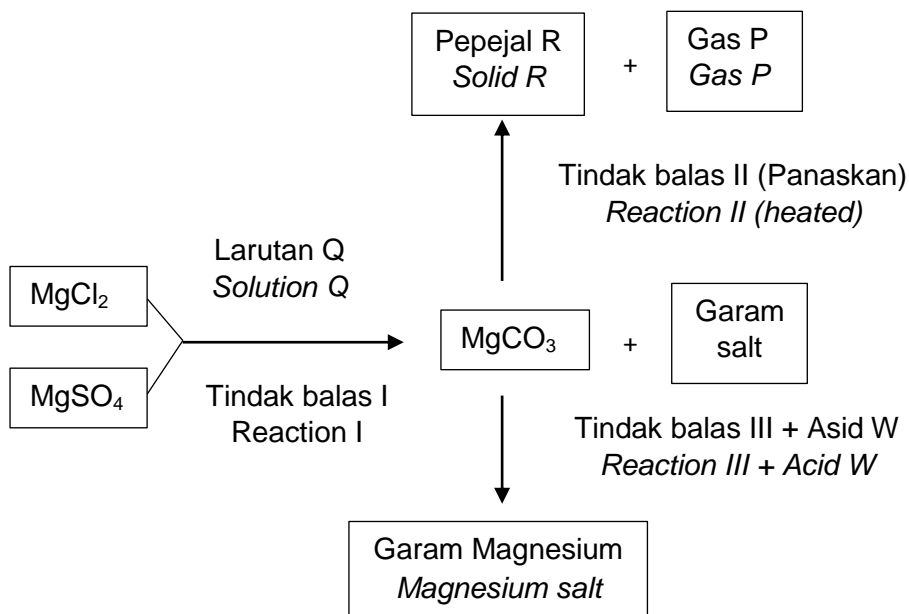 Pepejal R
Solid R
+
Gas P
Gas P
Tindak balas II (Panaskan)
Reaction II (heated)
Larutan Q
Solution Q
MgCl₂
MgSO₄
Tindak balas I
Reaction I
MgCO₃
+
Garam
salt
Tindak balas III + Asid W
Reaction III + Acid W
Garam Magnesium
Magnesium salt